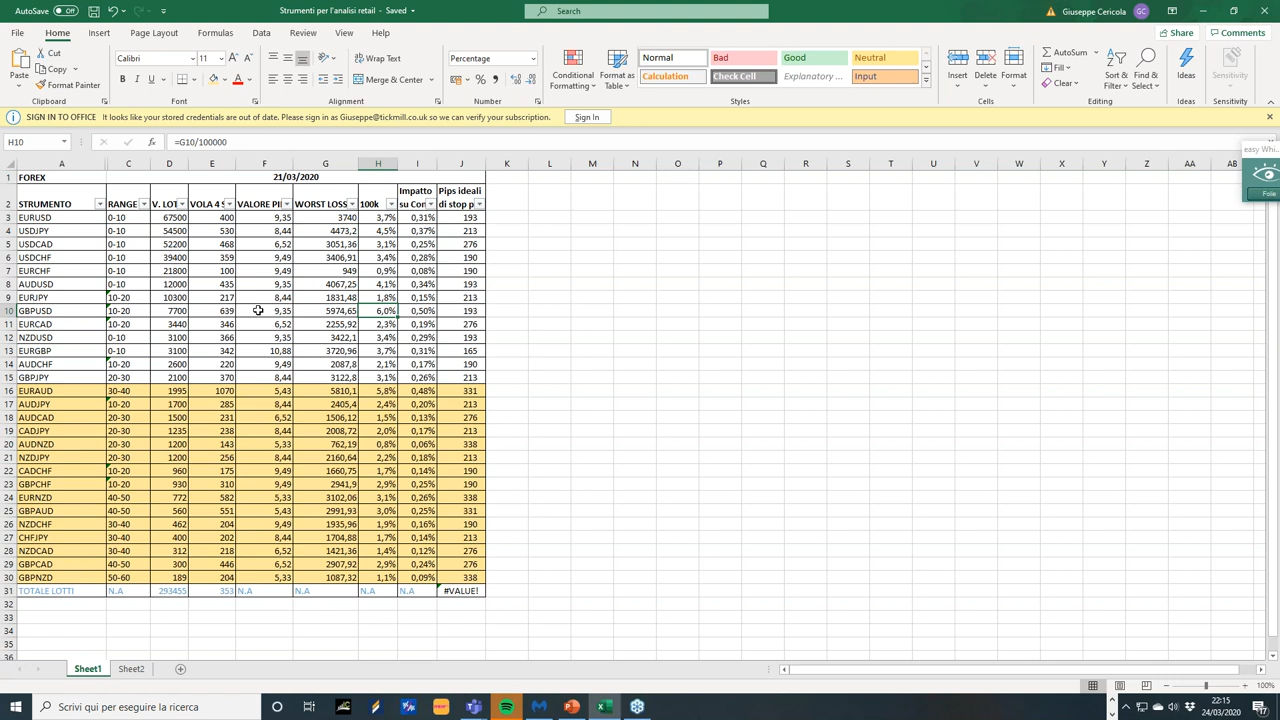 AutoSave Off Strumenti per l'analisi retail - Saved Search Giuseppe Cericola GC
File Home Insert Page Layout Formulas Data Review View Help Share Comments
Paste Cut Copy Format Painter Clipboard
Calibri 11 B I U Font
Wrap Text Merge & Center Alignment
Percentage Number
Conditional Formatting Format as Table
Normal Bad Good Neutral
Calculation Check Cell Explanatory ... Input
Styles
Insert Delete Format Cells
AutoSum Fill Clear Sort & Filter Find & Select Editing
Ideas Ideas
Sensitivity Sensitivity
SIGN IN TO OFFICE It looks like your stored credentials are out of date. Please sign in as Giuseppe@tickmill.co.uk so we can verify your subscription. Sign In
H10 fx =G10/100000
easy Whi...
Fole
A C D E F G H I J K L M N O P Q R S T U V W X Y Z AA AB
1 FOREX 21/03/2020
2 STRUMENTO RANGE V. LOT VOLA 4 S VALORE PI WORST LOSS 100k Impatto su Con Pips ideali di stop p
3 EURUSD 0-10 67500 400 9,35 3740 3,7% 0,31% 193
4 USDJPY 0-10 54500 530 8,44 4473,2 4,5% 0,37% 213
5 USDCAD 0-10 52200 468 6,52 3051,36 3,1% 0,25% 276
6 USDCHF 0-10 39400 359 9,49 3406,91 3,4% 0,28% 190
7 EURCHF 0-10 21800 100 9,49 949 0,9% 0,08% 190
8 AUDUSD 0-10 12000 435 9,35 4067,25 4,1% 0,34% 193
9 EURJPY 10-20 10300 217 8,44 1831,48 1,8% 0,15% 213
10 GBPUSD 10-20 7700 639 9,35 5974,65 6,0% 0,50% 193
11 EURCAD 10-20 3440 346 6,52 2255,92 2,3% 0,19% 276
12 NZDUSD 0-10 3100 366 9,35 3422,1 3,4% 0,29% 193
13 EURGBP 0-10 3100 342 10,88 3720,96 3,7% 0,31% 165
14 AUDCHF 10-20 2600 220 9,49 2087,8 2,1% 0,17% 190
15 GBPJPY 20-30 2100 370 8,44 3122,8 3,1% 0,26% 213
16 EURAUD 30-40 1995 1070 5,43 5810,1 5,8% 0,48% 331
17 AUDJPY 10-20 1700 285 8,44 2405,4 2,4% 0,20% 213
18 AUDCAD 20-30 1500 231 6,52 1506,12 1,5% 0,13% 276
19 CADJPY 20-30 1235 238 8,44 2008,72 2,0% 0,17% 213
20 AUDNZD 20-30 1200 143 5,33 762,19 0,8% 0,06% 338
21 NZDJPY 20-30 1200 256 8,44 2160,64 2,2% 0,18% 213
22 CADCHF 10-20 960 175 9,49 1660,75 1,7% 0,14% 190
23 GBPCHF 10-20 930 310 9,49 2941,9 2,9% 0,25% 190
24 EURNZD 40-50 772 582 5,33 3102,06 3,1% 0,26% 338
25 GBPAUD 40-50 560 551 5,43 2991,93 3,0% 0,25% 331
26 NZDCHF 30-40 462 204 9,49 1935,96 1,9% 0,16% 190
27 CHFJPY 30-40 400 202 8,44 1704,88 1,7% 0,14% 213
28 NZDCAD 30-40 312 218 6,52 1421,36 1,4% 0,12% 276
29 GBPCAD 40-50 300 446 6,52 2907,92 2,9% 0,24% 276
30 GBPNZD 50-60 189 204 5,33 1087,32 1,1% 0,09% 338
31 TOTALE LOTTI N.A 293455 353 N.A N.A N.A N.A #VALUE!
32
33
34
35
36
Sheet1 Sheet2
100%
Scrivi qui per eseguire la ricerca
22:15
24/03/2020
17